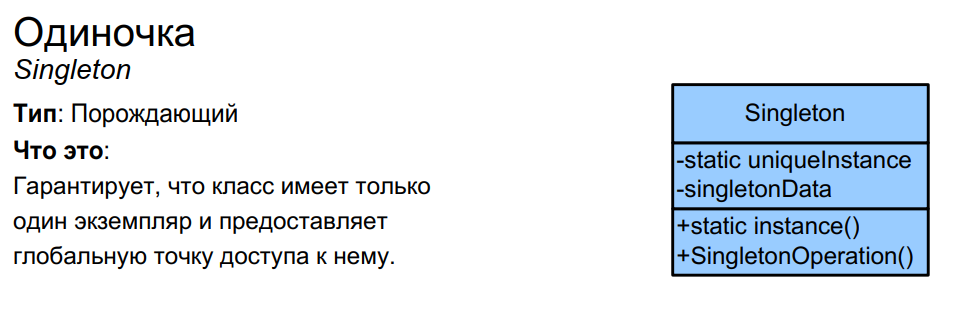 Одиночка
Singleton
Тип: Порождающий
Что это:
Гарантирует, что класс имеет только
один экземпляр и предоставляет
глобальную точку доступа к нему.
Singleton
-static uniqueInstance
-singletonData
+static instance()
+SingletonOperation()